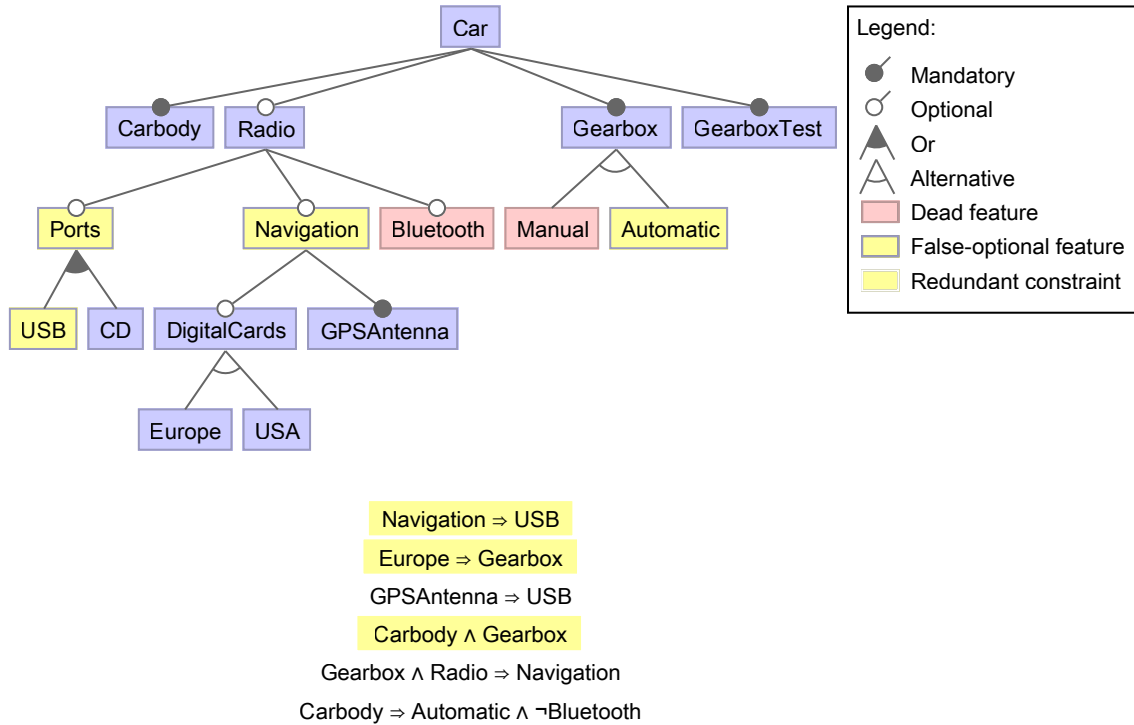 Car
Legend:
Mandatory
Optional
Or
Alternative
Dead feature
False-optional feature
Redundant constraint
Carbody
Radio
Gearbox
GearboxTest
Ports
Navigation
Bluetooth
Manual
Automatic
USB
CD
DigitalCards
GPSAntenna
Europe
USA
Navigation ⇒ USB
Europe ⇒ Gearbox
GPSAntenna ⇒ USB
Carbody ∧ Gearbox
Gearbox ∧ Radio ⇒ Navigation
Carbody ⇒ Automatic ∧ ¬Bluetooth